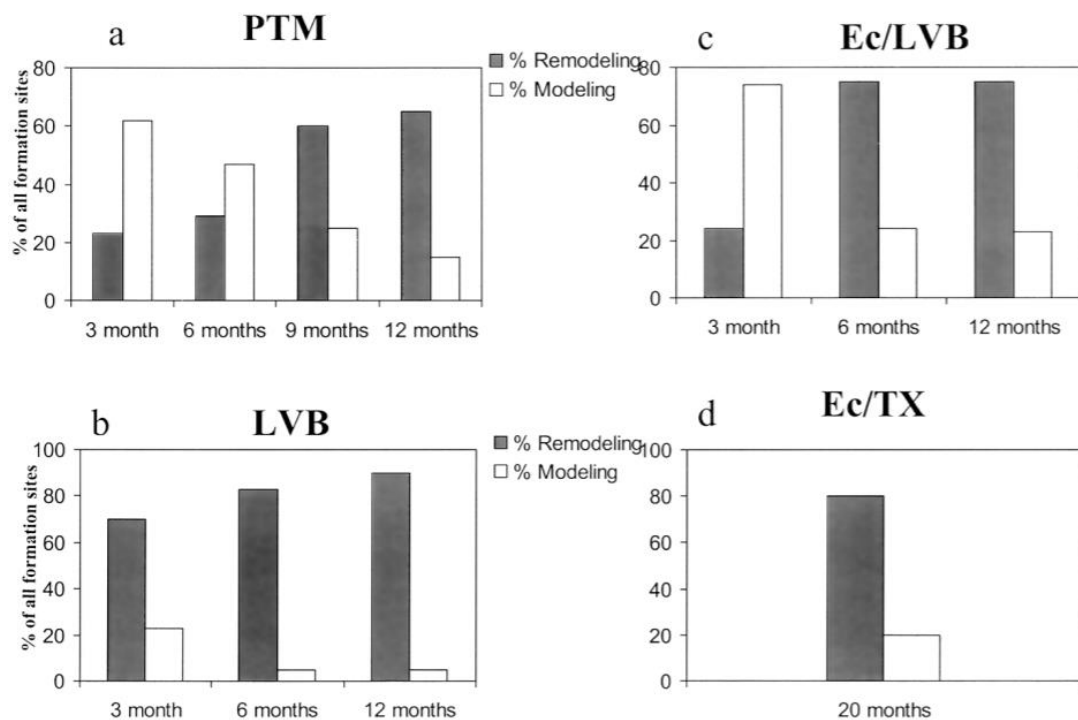 a
PTM
% Remodeling
% Modeling
% of all formation sites
80
60
40
20
0
3 month
6 months
9 months
12 months
c
Ec/LVB
80
60
40
20
0
3 month
6 months
12 months
b
LVB
% Remodeling
% Modeling
% of all formation sites
100
80
60
40
20
0
3 month
6 months
12 months
d
Ec/TX
100
80
60
40
20
0
20 months